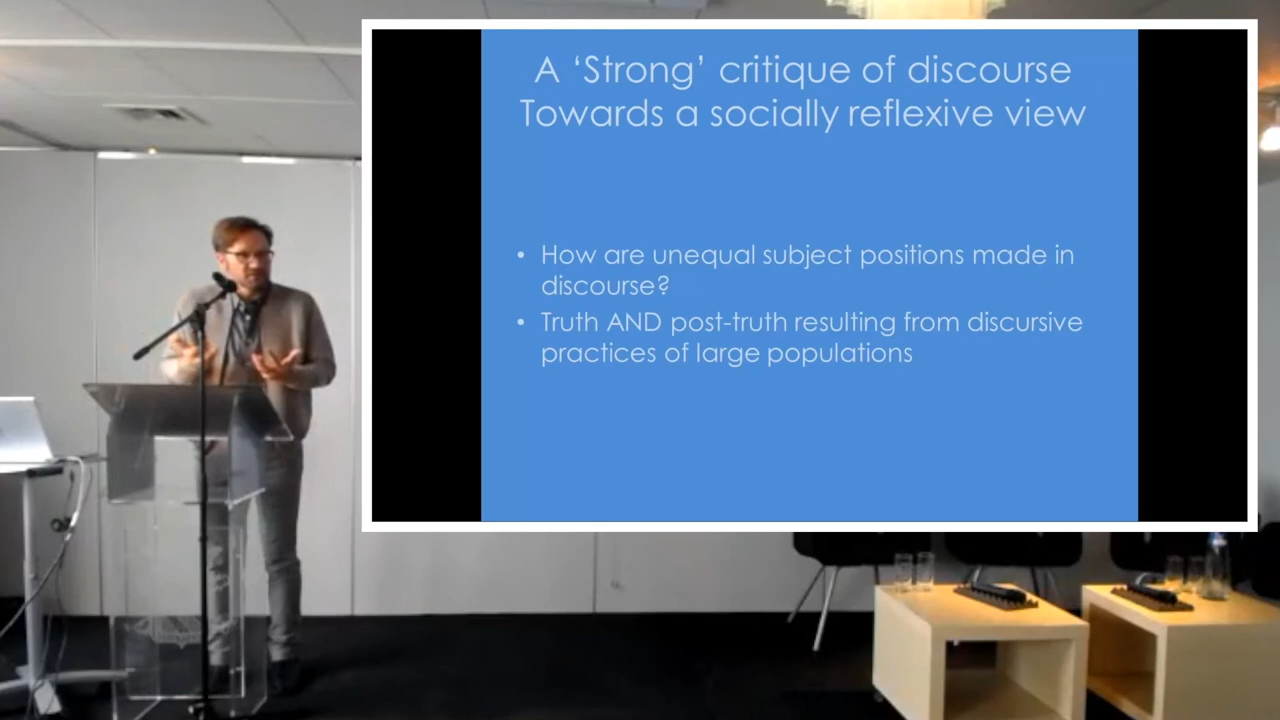 A ‘Strong’ critique of discourse
Towards a socially reflexive view
• How are unequal subject positions made in
discourse?
• Truth AND post-truth resulting from discursive
practices of large populations